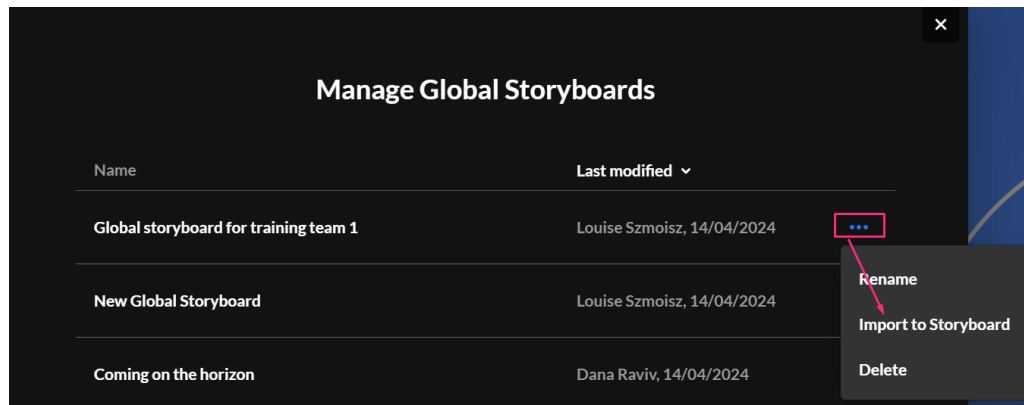 Manage Global Storyboards
Name Last modified
Global storyboard for training team 1 Louise Szmoisz, 14/04/2024
Rename
New Global Storyboard Louise Szmoisz, 14/04/2024
Import to Storyboard
Delete
Coming on the horizon Dana Raviv, 14/04/2024